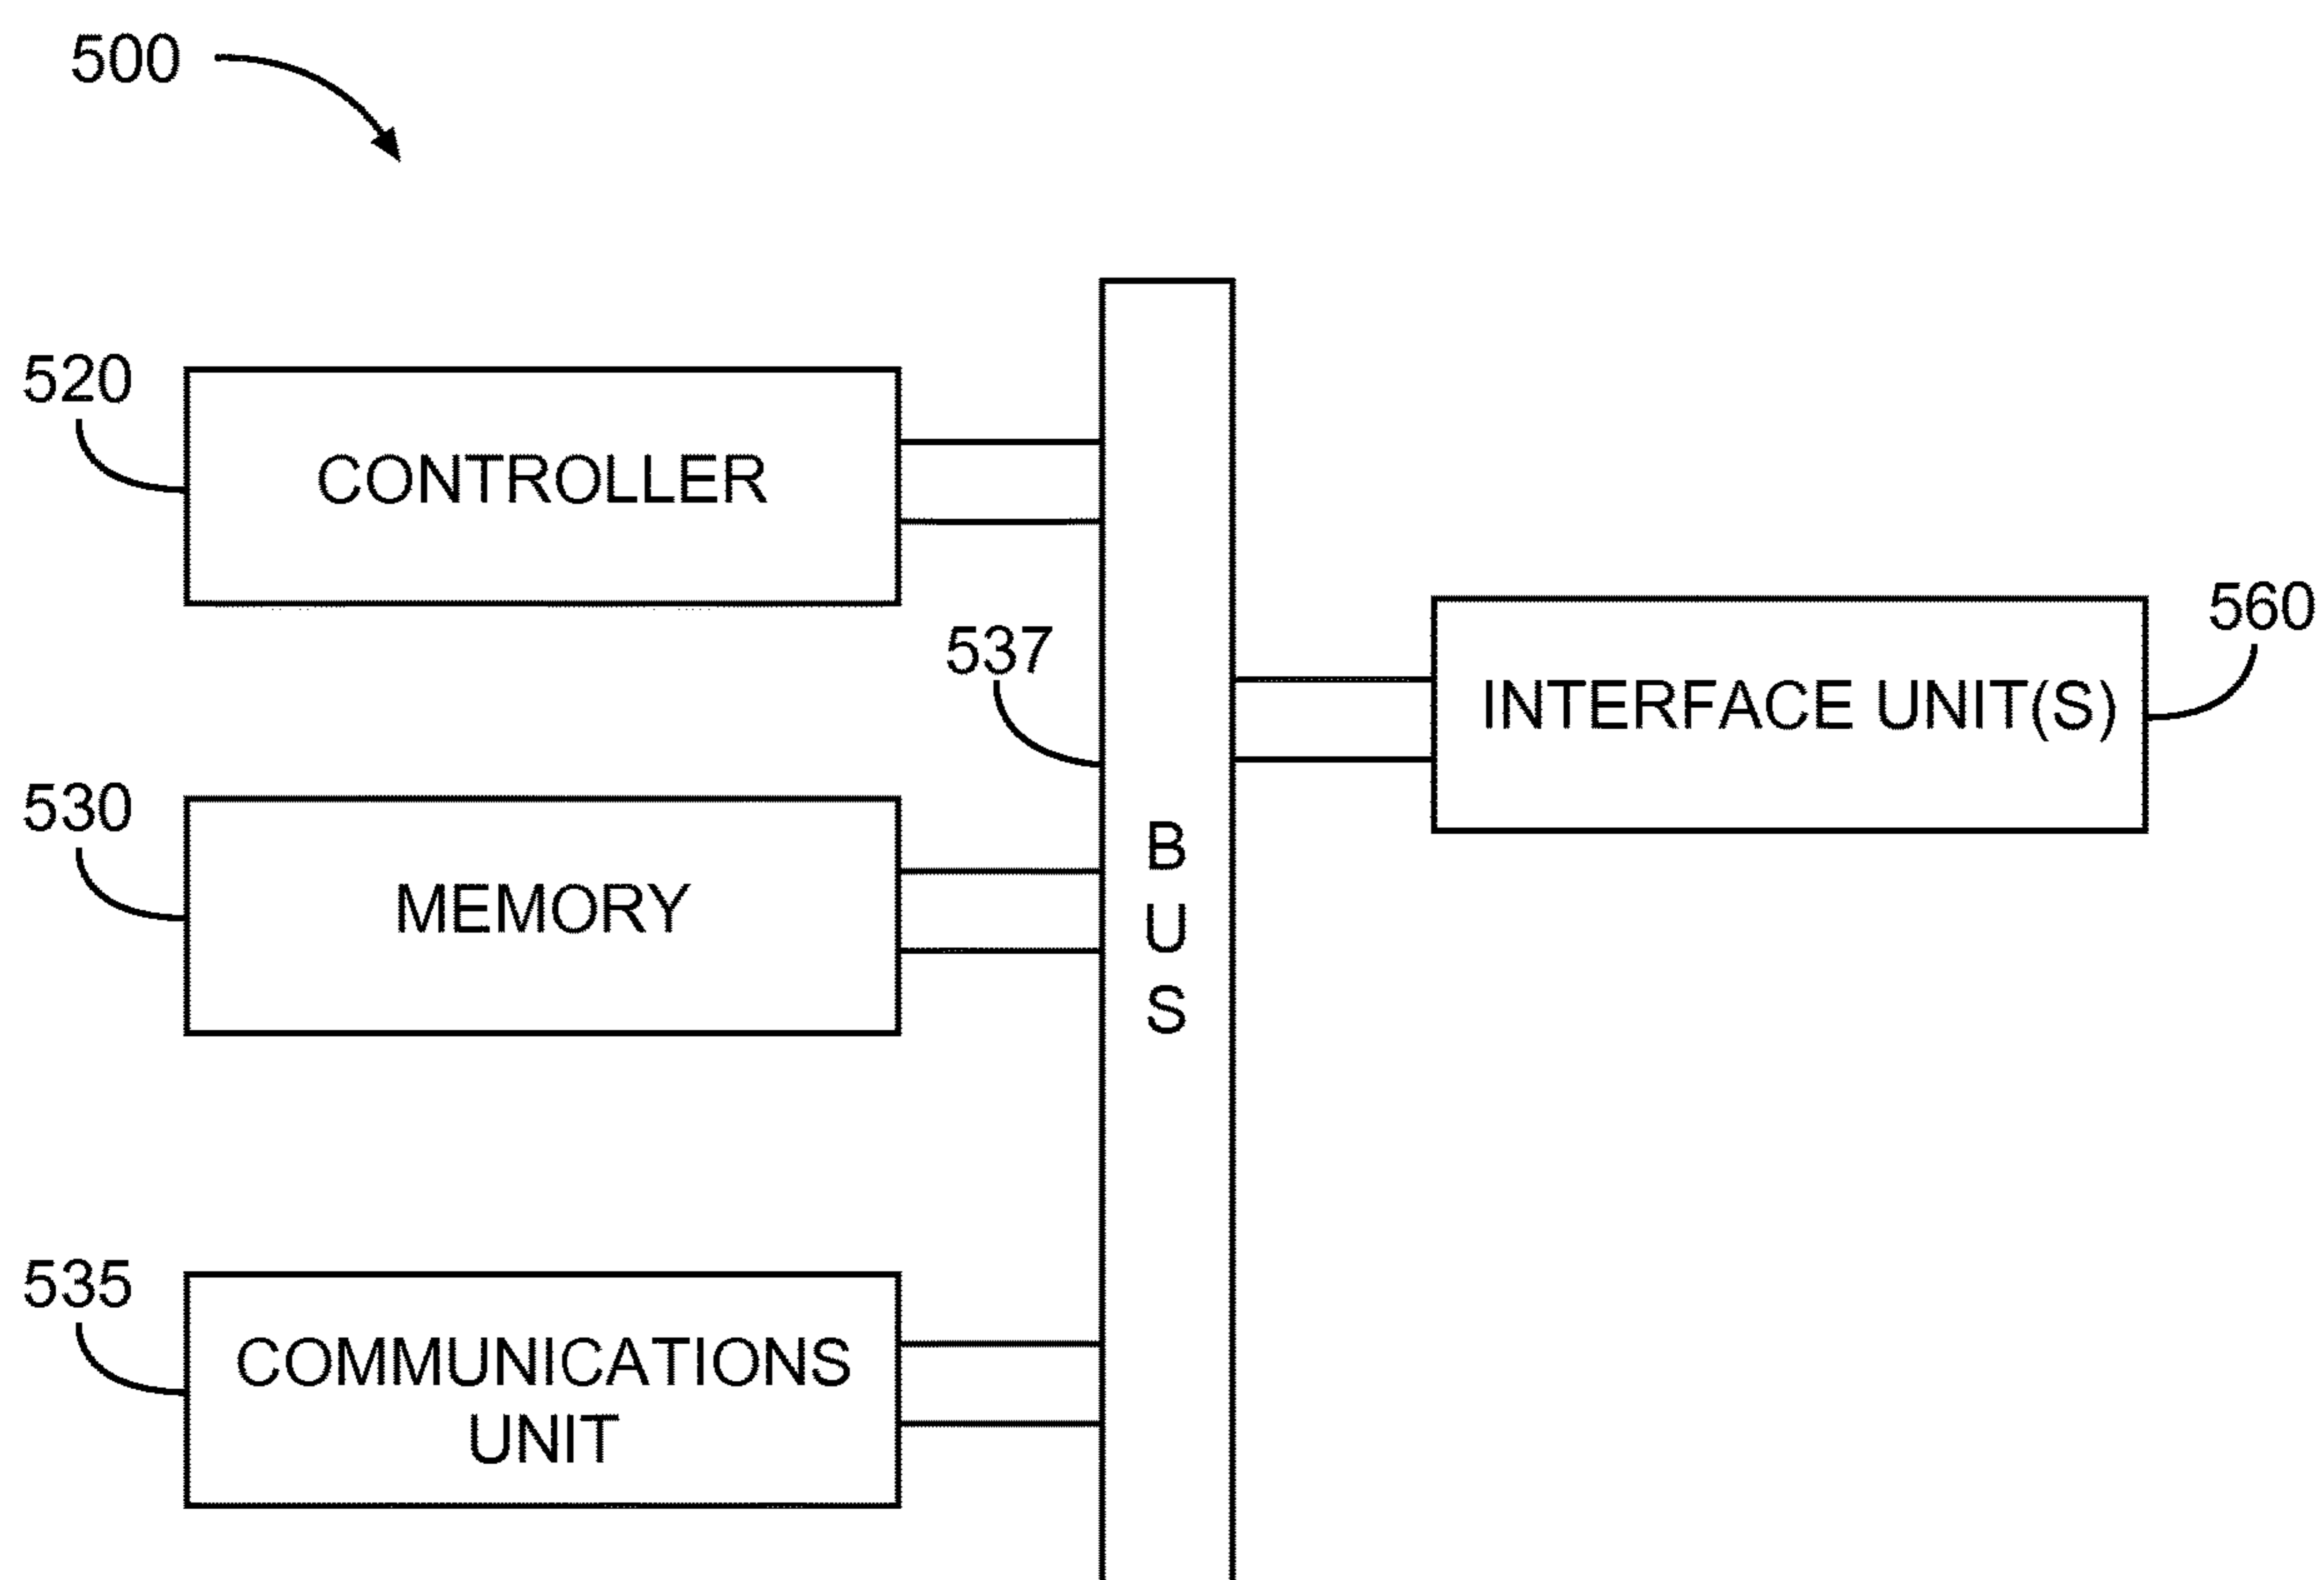 500
520
CONTROLLER
537
560
INTERFACE UNIT(S)
530
MEMORY
B
U
S
535
COMMUNICATIONS
UNIT